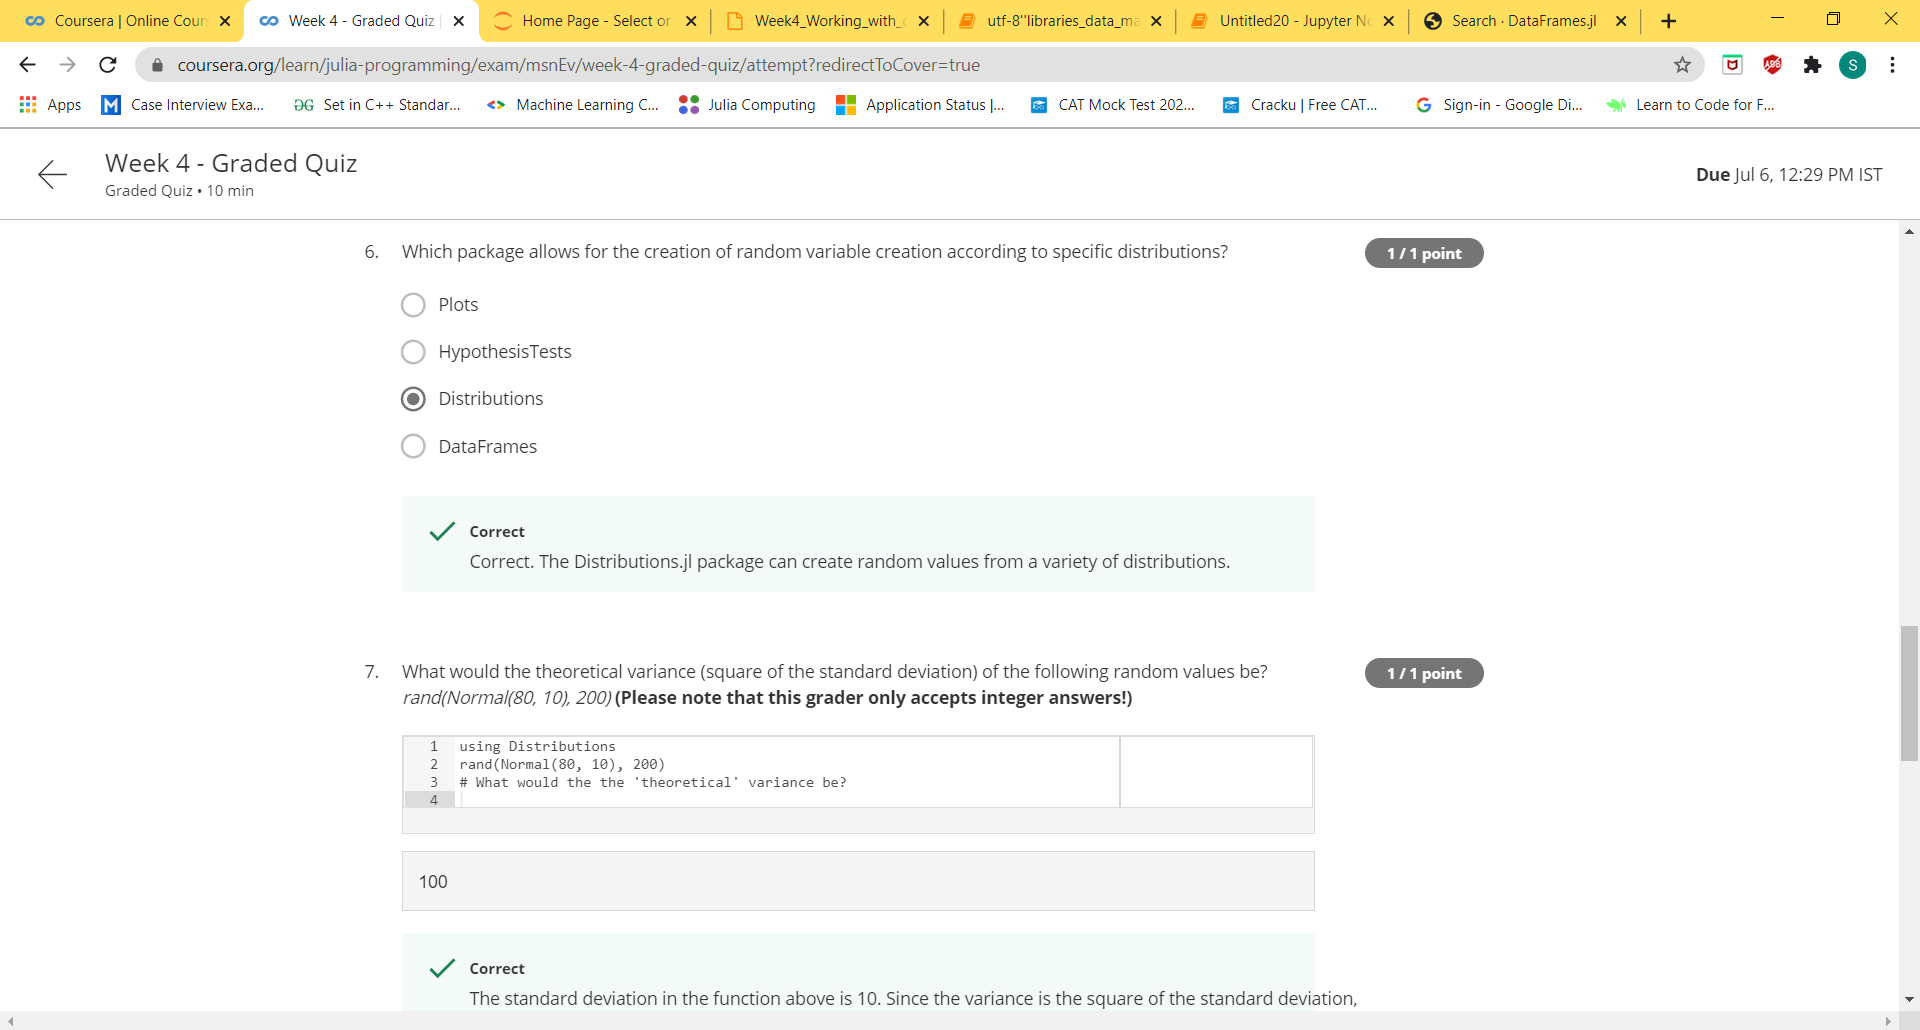 Coursera | Online Cours
Week 4 - Graded Quiz |
Home Page - Select or
Week4_Working_with_c
utf-8''libraries_data_ma
Untitled20 - Jupyter No
Search · DataFrames.jl
coursera.org/learn/julia-programming/exam/msnEv/week-4-graded-quiz/attempt?redirectToCover=true
S
Apps
M Case Interview Exa...
Set in C++ Standar...
Machine Learning C...
Julia Computing
Application Status |...
CAT Mock Test 202...
Cracku | Free CAT...
G Sign-in - Google Di...
Learn to Code for F...
Week 4 - Graded Quiz
Graded Quiz • 10 min
Due Jul 6, 12:29 PM IST
6. Which package allows for the creation of random variable creation according to specific distributions?
1 / 1 point
Plots
HypothesisTests
Distributions
DataFrames
Correct
Correct. The Distributions.jl package can create random values from a variety of distributions.
7. What would the theoretical variance (square of the standard deviation) of the following random values be?
rand(Normal(80, 10), 200) (Please note that this grader only accepts integer answers!)
1 / 1 point
1 using Distributions
2 rand(Normal(80, 10), 200)
3 # What would the the 'theoretical' variance be?
4
100
Correct
The standard deviation in the function above is 10. Since the variance is the square of the standard deviation,